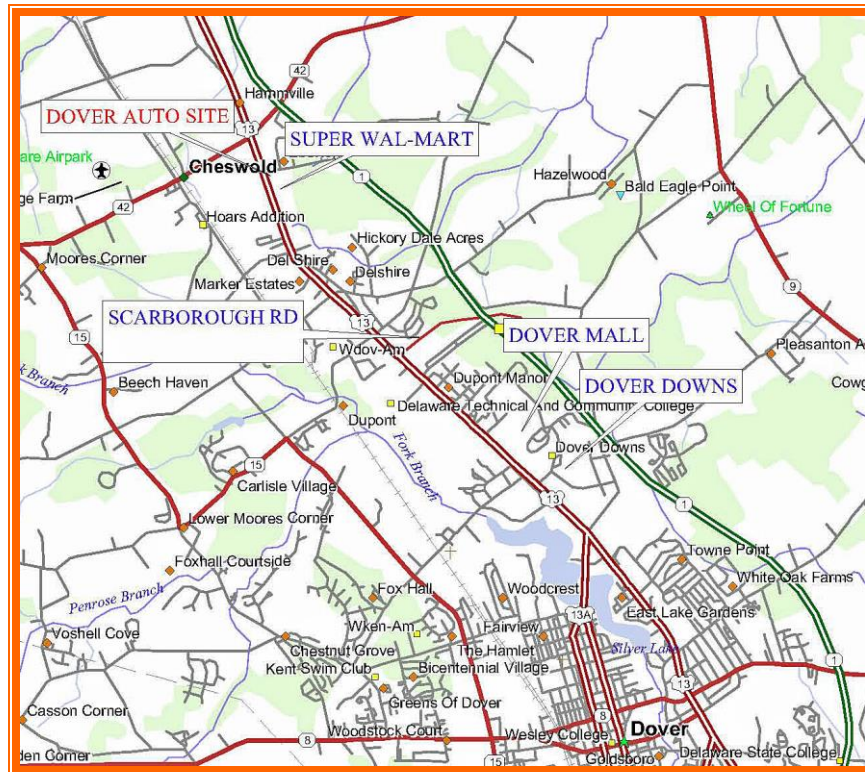 42
Hammville
DOVER AUTO SITE
13
SUPER WAL-MART
are Airpark
Cheswold
1
Hazelwood
Bald Eagle Point
ge Farm
42
Wheel Of Fortune
Hoars Addition
Hickory Dale Acres
Moores Corner
Del Shire
Delshire
Marker Estates
9
SCARBOROUGH RD
13
15
DOVER MALL
Wdov-Am
Pleasanton A
rk Branch
Beech Haven
Dupont Manor
DOVER DOWNS
Cowg
Dupont
Delaware Technical And Community College
Fork Branch
Dover Downs
15
Carlisle Village
13
1
Lower Moores Corner
Foxhall Courtside
Towne Point
White Oak Farms
Penrose Branch
Fox Hall
Woodcrest
13A
East Lake Gardens
Voshell Cove
Wken-Am
Fairview
Chestnut Grove
The Hamlet
Silver Lake
Kent Swim Club
Bicentennial Village
1
13
Greens Of Dover
Casson Corner
8
Woodstock Court
Wesley College
Dover
den Corner
8
Goldsboro
Delaware State College